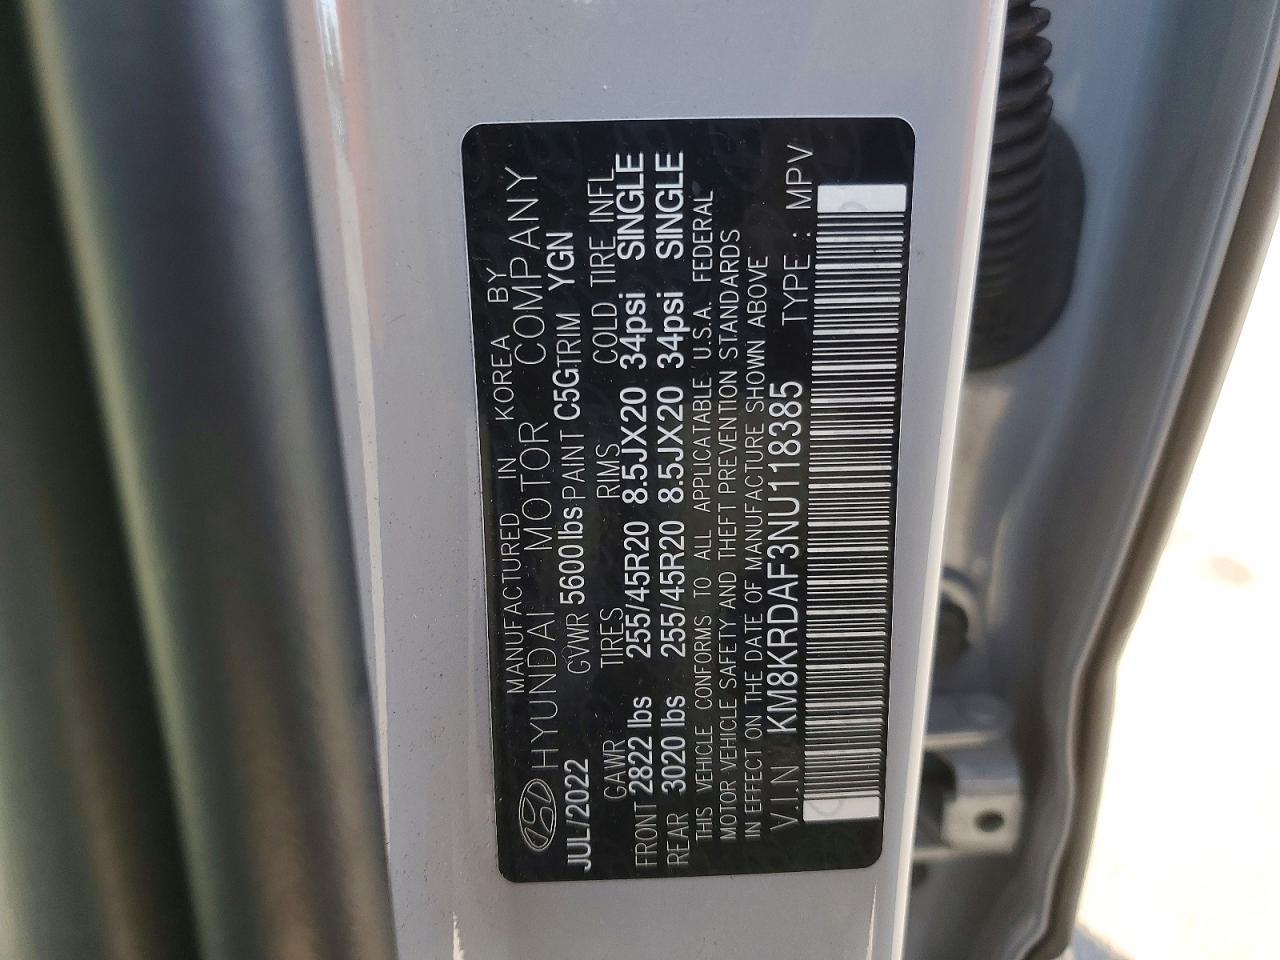 MANUFACTURED IN KOREA BY
HYUNDAI MOTOR COMPANY
JUL/2022 GVWR 5600lbs PAINT C5G TRIM YGN
GAWR TIRES RIMS COLD TIRE INFL
FRONT 2822 lbs 255/45R20 8.5JX20 34psi SINGLE
REAR 3020 lbs 255/45R20 8.5JX20 34psi SINGLE
THIS VEHICLE CONFORMS TO ALL APPLICATABLE U.S.A. FEDERAL
MOTOR VEHICLE SAFETY AND THEFT PREVENTION STANDARDS
IN EFFECT ON THE DATE OF MANUFACTURE SHOWN ABOVE
V.I.N KM8KRDAF3NU118385 TYPE : MPV